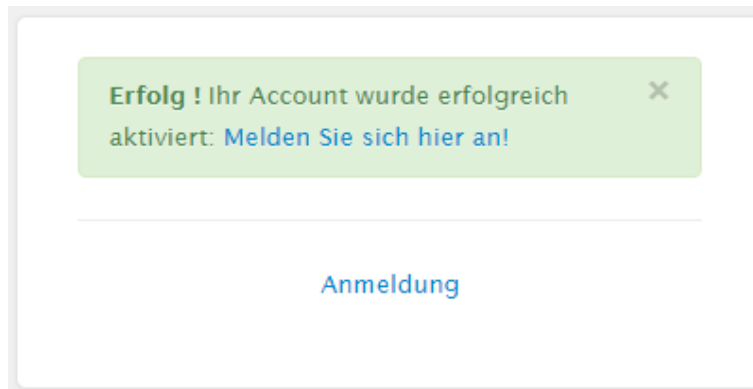 Erfolg ! Ihr Account wurde erfolgreich
aktiviert: Melden Sie sich hier an!
Anmeldung